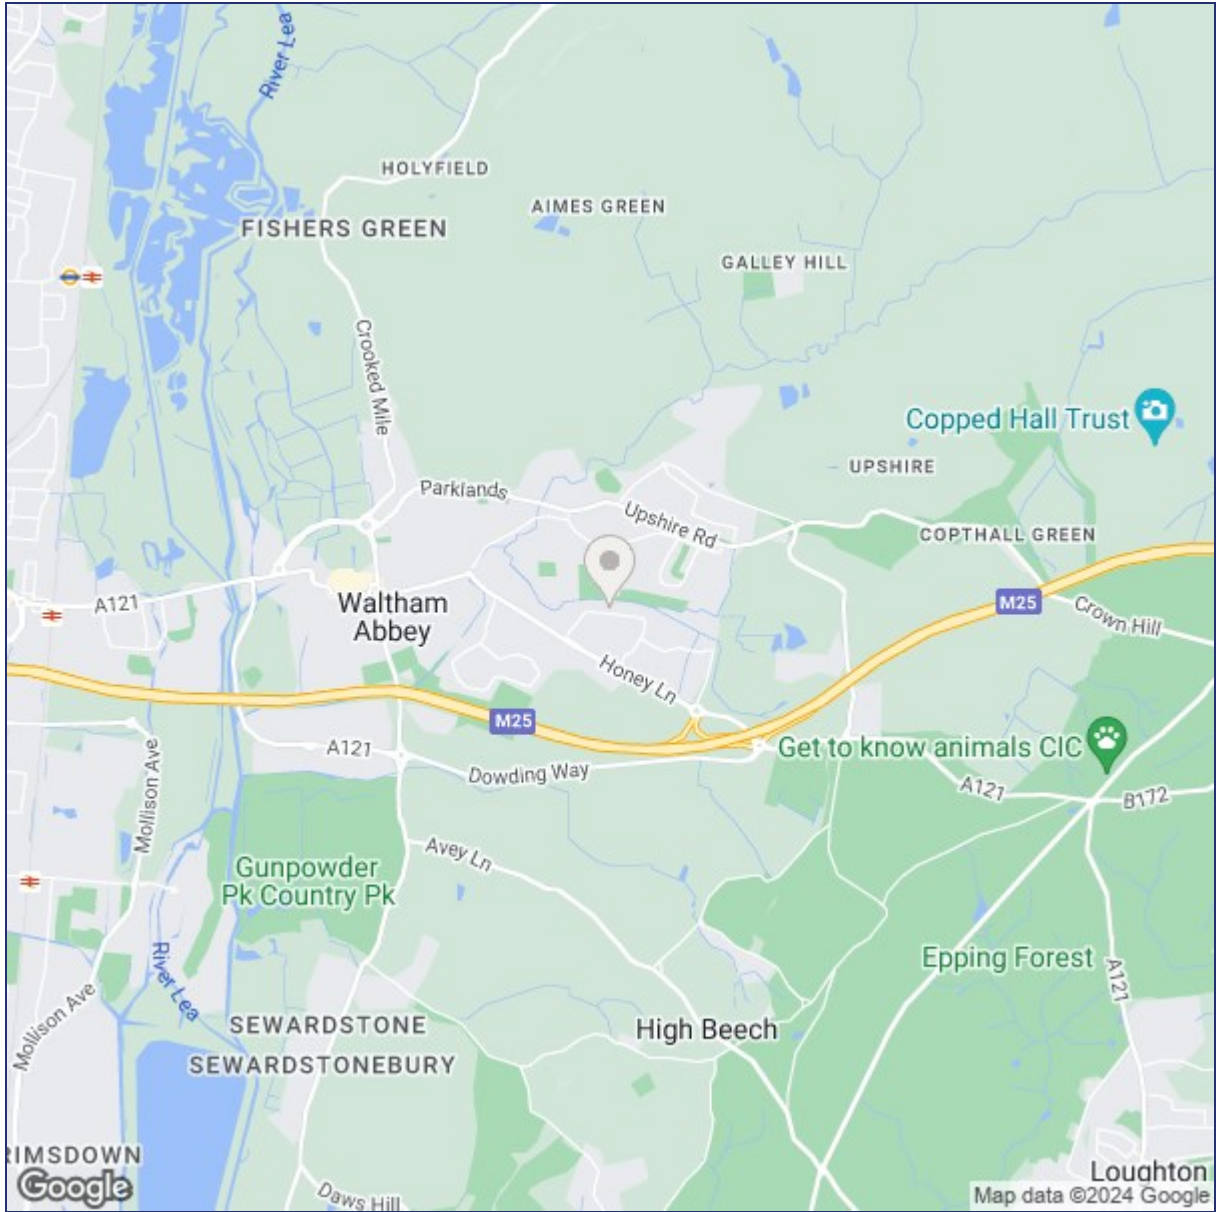 River Lea
HOLYFIELD
AIMES GREEN
FISHERS GREEN
GALLEY HILL
Crooked Mile
Copped Hall Trust
UPSHIRE
Parklands
Upshire Rd
COPTHALL GREEN
A121
Waltham
Abbey
M25
Crown Hill
Honey Ln
M25
A121
Get to know animals CIC
Dowding Way
A121
B172
Mollison Ave
Avey Ln
Gunpowder
Pk Country Pk
River Lea
Epping Forest
A121
Mollison Ave
SEWARDSTONE
High Beech
SEWARDSTONEBURY
RIMSDOWN
Loughton
Google
Daws Hill
Map data ©2024 Google